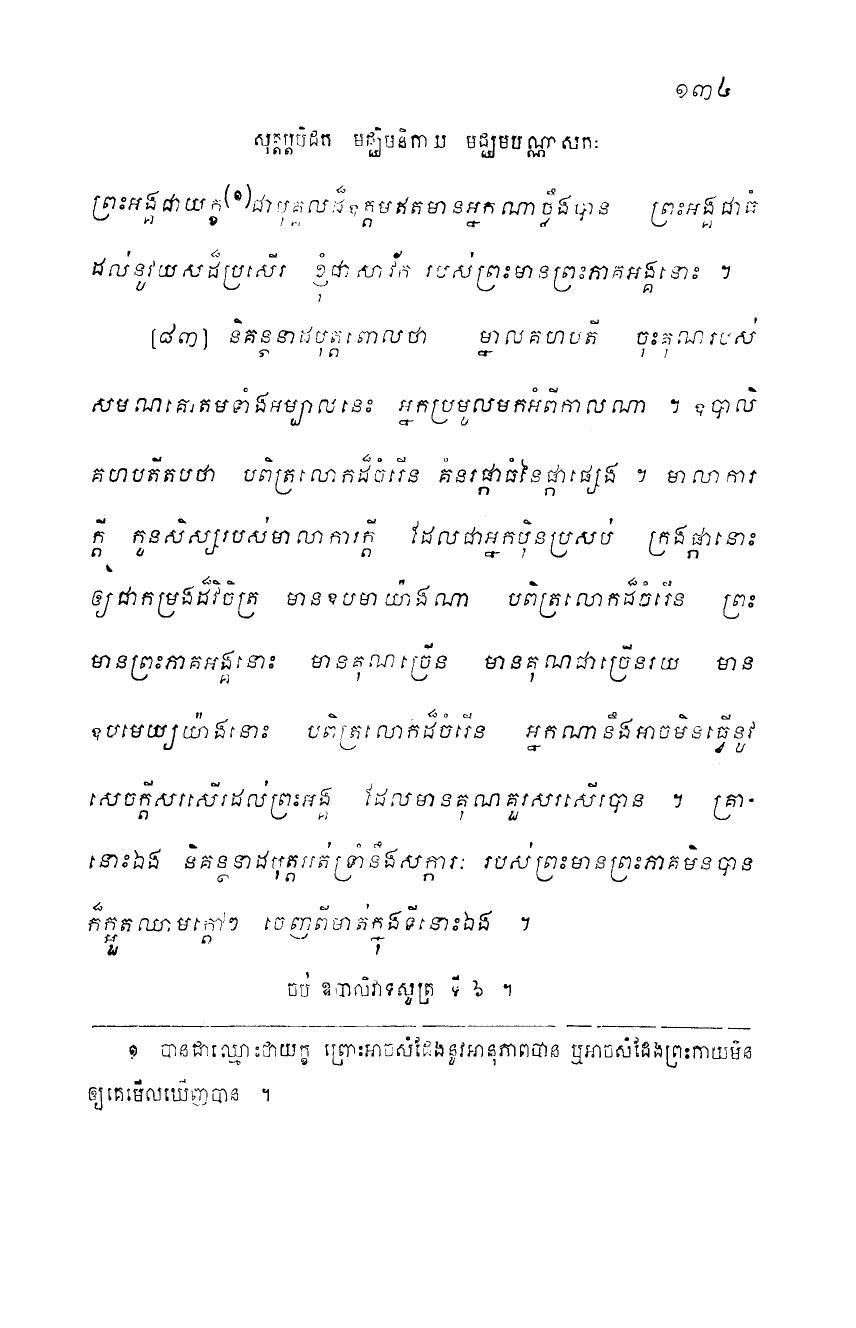 ១៣៤
សុត្តប្តបិដក មជ្ឈិមនិកាយ មជ្ឈមបណ្ណាសកៈ
ព្រះអង្គជាយក្ខ(១)ជាបុគ្គលដ៏ឧត្តមឥតមានអ្នកណាថ្លឹងបាន ព្រះអង្គជាធំ
ដល់នូវយសដ៏ប្រសើរ ខ្ញុំជាសាវ័ក របស់ព្រះមានព្រះភាគអង្គនោះ ។
[៨៣] និគន្ថនាដបុត្តពោលថា ម្នាលគហបតី ចុះគុណរបស់
សមណគោតមទាំងអម្បាលនេះ អ្នកប្រមូលមកអំពីកាលណា ។ ឧបាលិ
គហបតីតបថា បពិត្រលោកដ៏ចំរើន គំនរផ្កាធំនៃផ្កាផ្សេង ។ មាលាការ
ក្តី កូនសិស្សរបស់មាលាការក្តី ដែលជាអ្នកប៉ិនប្រសប់ ក្រងផ្កានោះ
ឲ្យជាកម្រងដ៏វិចិត្រ មានឧបមាយ៉ាងណា បពិត្រលោកដ៏ចំរើន ព្រះ
មានព្រះភាគអង្គនោះ មានគុណច្រើន មានគុណជាច្រើនរយ មាន
ឧបមេយ្យយ៉ាងនោះ បពិត្រលោកដ៏ចំរើន អ្នកណានឹងអាចមិនធ្វើនូវ
សេចក្តីសរសើរដល់ព្រះអង្គ ដែលមានគុណគួរសរសើរបាន ។ គ្រា
នោះឯង និគន្ថនាដបុត្តអត់ទ្រាំនឹងសក្ការៈ របស់ព្រះមានព្រះភាគមិនបាន
ក៏ក្អួតឈាមក្តៅៗ ចេញពីមាត់ក្នុងទីនោះឯង ។
ចប់ ឧបាលិវាទសូត្រ ទី ៦ ។
១ បានជាឈ្មោះថាយក្ខ ព្រោះអាចសំដែងនូវអានុភាពបាន ឬអាចសំដែងព្រះកាយមិន
ឲ្យគេមើលឃើញបាន ។